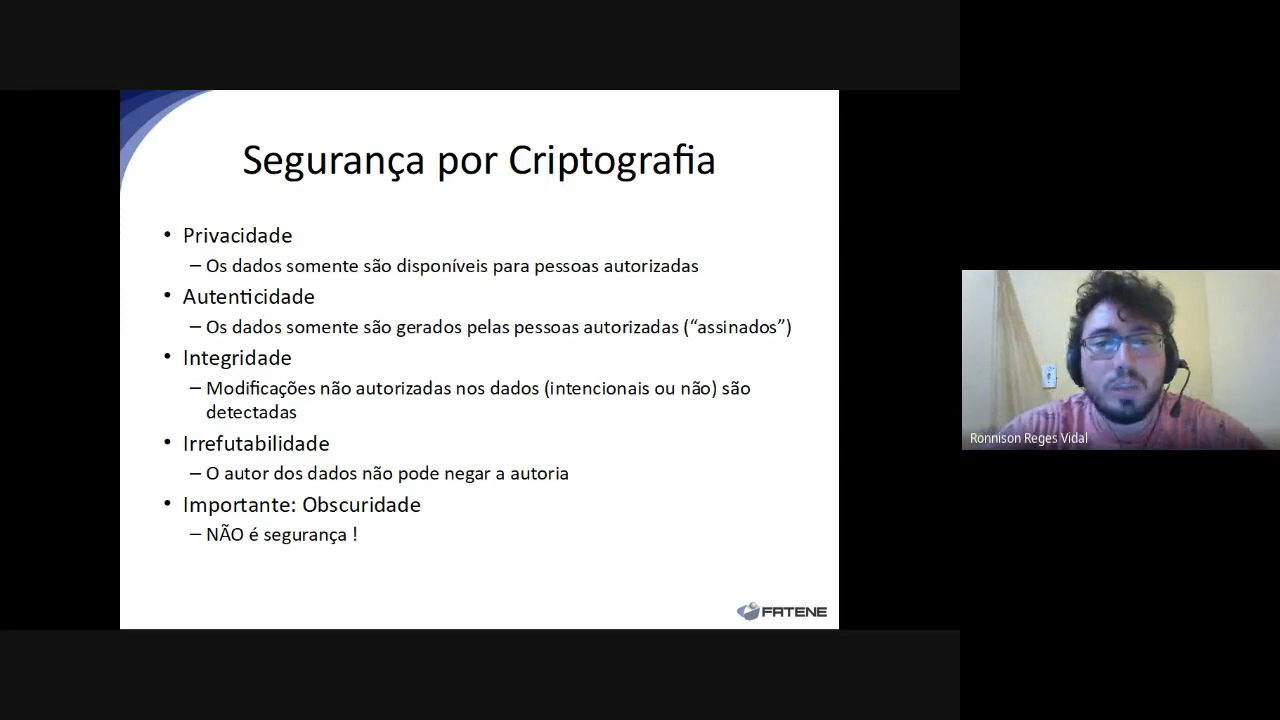 Segurança por Criptografia
• Privacidade
– Os dados somente são disponíveis para pessoas autorizadas
• Autenticidade
– Os dados somente são gerados pelas pessoas autorizadas (“assinados”)
• Integridade
– Modificações não autorizadas nos dados (intencionais ou não) são
detectadas
• Irrefutabilidade
– O autor dos dados não pode negar a autoria
• Importante: Obscuridade
– NÃO é segurança !
FATENE
Ronnison Reges Vidal